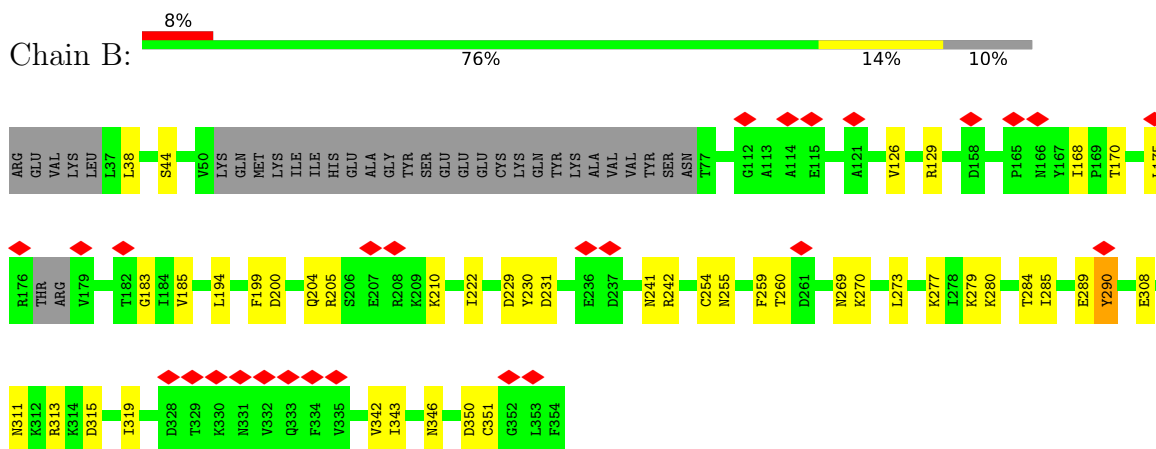 8%
Chain B:
76% 14% 10%
ARG GLU VAL LYS LEU L37 L38 S44 V50 LYS GLN MET LYS ILE ILE HIS GLU ALA GLY TYR SER GLU GLU GLU CYS LYS GLN TYR LYS ALA VAL VAL TYR SER ASN T77 G112 A113 A114 E115 A121 V126 R129 D158 P165 N166 Y167 I168 P169 T170 L175
R176 THR ARG V179 T182 G183 I184 V185 L194 F199 D200 Q204 R205 S206 E207 R208 K209 K210 I222 D229 Y230 D231 E236 D237 N241 R242 C254 N255 F259 T260 D261 N269 K270 L273 K277 I278 K279 K280 T284 I285 E289 Y290 E308
N311 K312 R313 K314 D315 I319 D328 T329 K330 N331 V332 Q333 F334 V335 V342 I343 N346 D350 C351 G352 L353 F354